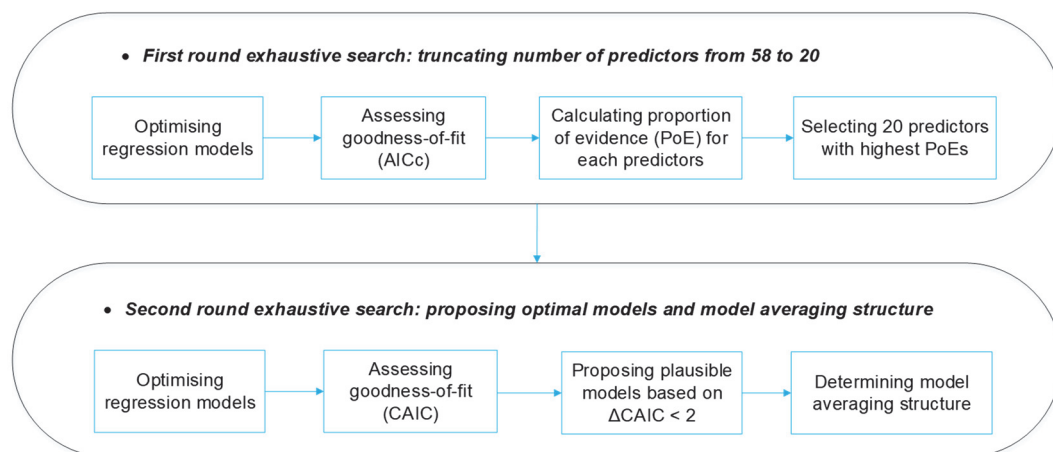 • First round exhaustive search: truncating number of predictors from 58 to 20
Optimising
regression models
Assessing
goodness-of-fit
(AICc)
Calculating proportion
of evidence (PoE) for
each predictors
Selecting 20 predictors
with highest PoEs
• Second round exhaustive search: proposing optimal models and model averaging structure
Optimising
regression models
Assessing
goodness-of-fit
(CAIC)
Proposing plausible
models based on
ΔCAIC < 2
Determining model
averaging structure